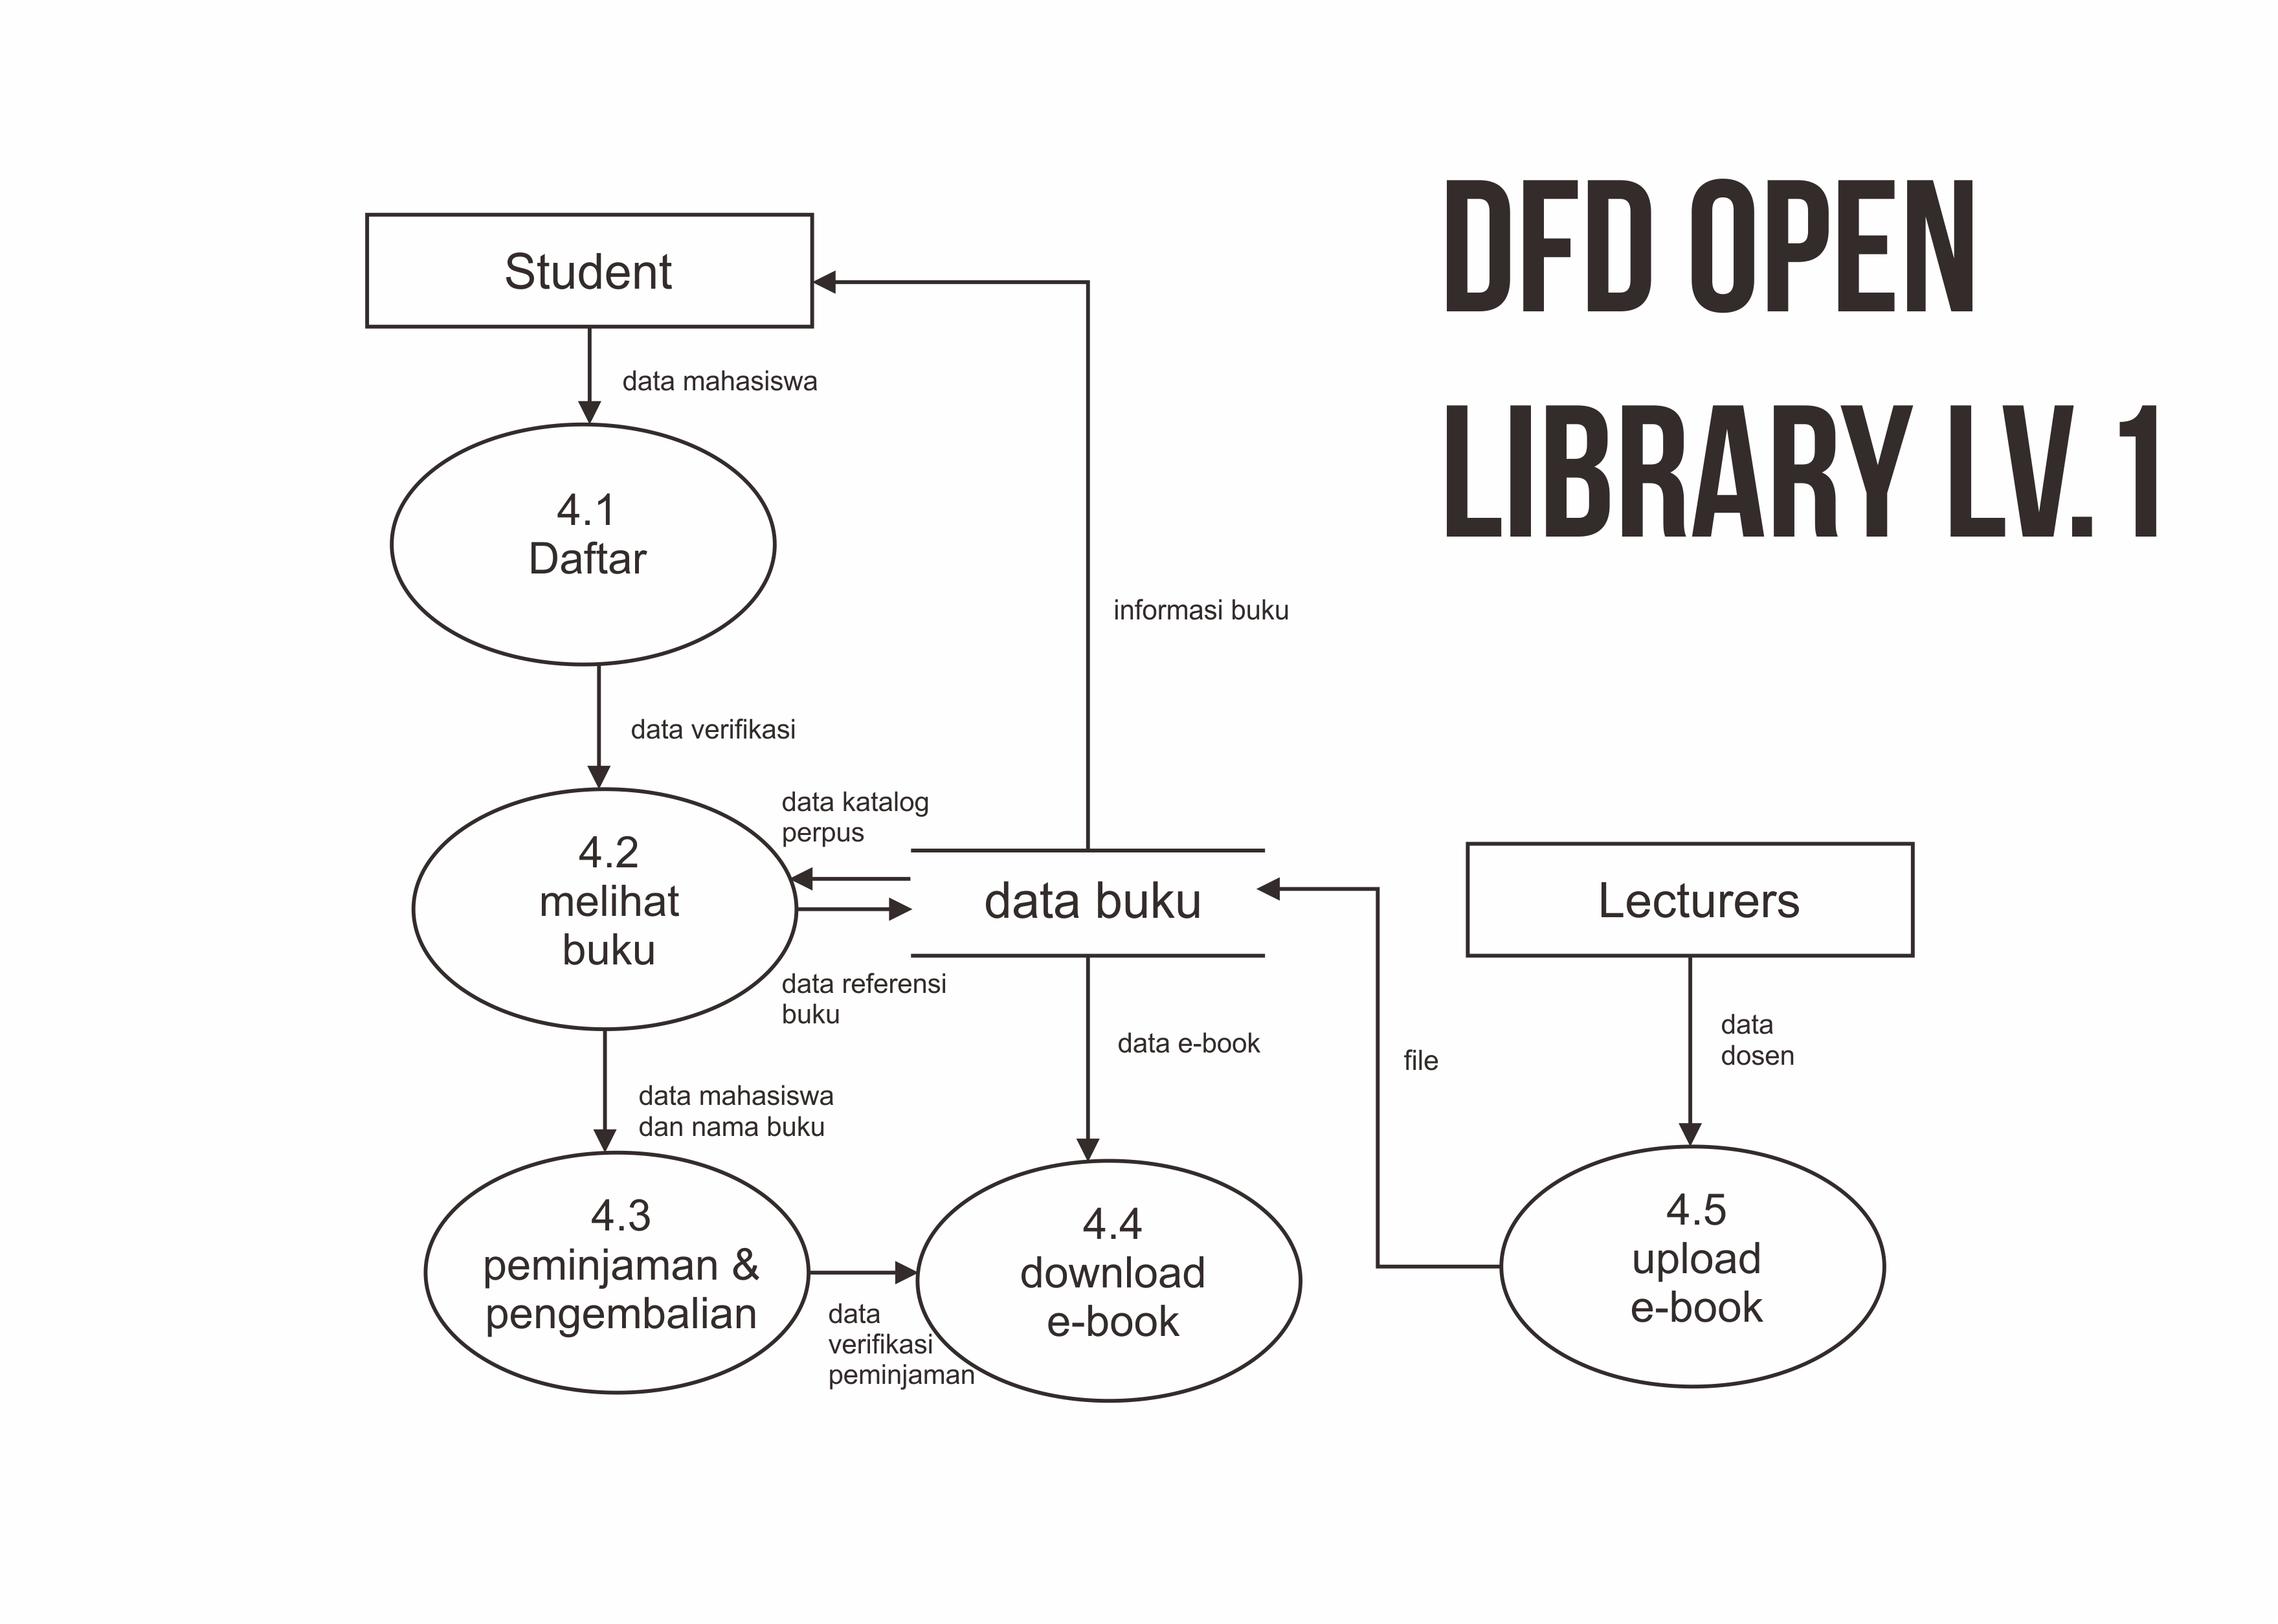 DFD OPEN
LIBRARY LV.1
Student
data mahasiswa
4.1
Daftar
informasi buku
data verifikasi
data katalog
perpus
4.2
melihat
buku
data buku
Lecturers
data referensi
buku
data e-book
file
data
dosen
data mahasiswa
dan nama buku
4.3
peminjaman &
pengembalian
data
verifikasi
peminjaman
4.4
download
e-book
4.5
upload
e-book